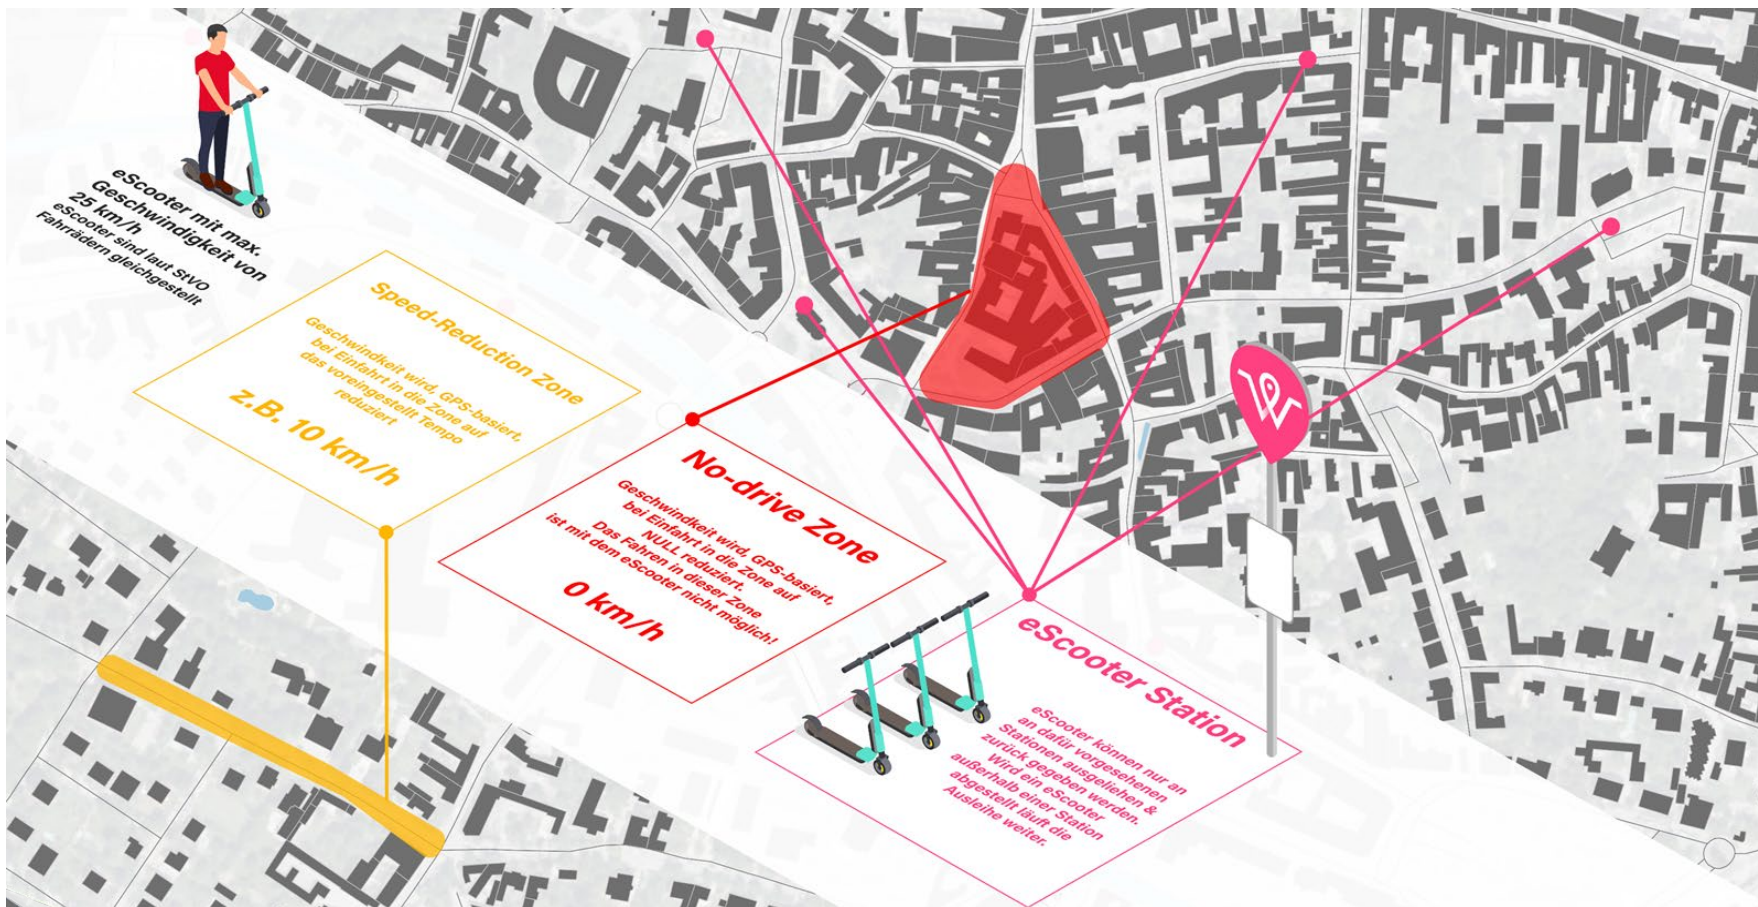 eScooter mit max.
Geschwindigkeit von
25 km/h
eScooter sind laut StVO
Fahrrädern gleichgestellt
Speed-Reduction Zone
Geschwindkeit wird, GPS-basiert,
bei Einfahrt in die Zone auf
das voreingestellt Tempo
reduziert
z.B. 10 km/h
No-drive Zone
Geschwindkeit wird, GPS-basiert,
bei Einfahrt in die Zone auf
NULL reduziert.
Das Fahren in dieser Zone
ist mit dem eScooter nicht möglich!
0 km/h
eScooter Station
eScooter können nur an
an dafür vorgesehenen
Stationen ausgeliehen &
zurück gegeben werden.
Wird ein eScooter
außerhalb einer Station
abgestellt läuft die
Ausleihe weiter.